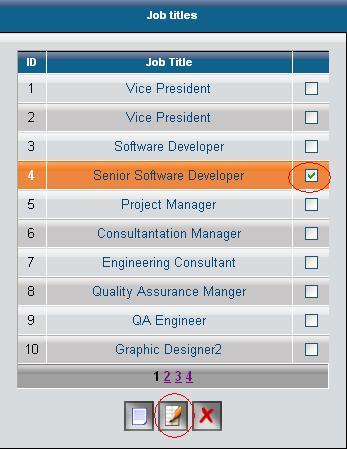 Job titles
ID Job Title
1 Vice President
2 Vice President
3 Software Developer
4 Senior Software Developer
5 Project Manager
6 Consultantation Manager
7 Engineering Consultant
8 Quality Assurance Manger
9 QA Engineer
10 Graphic Designer2
1 2 3 4